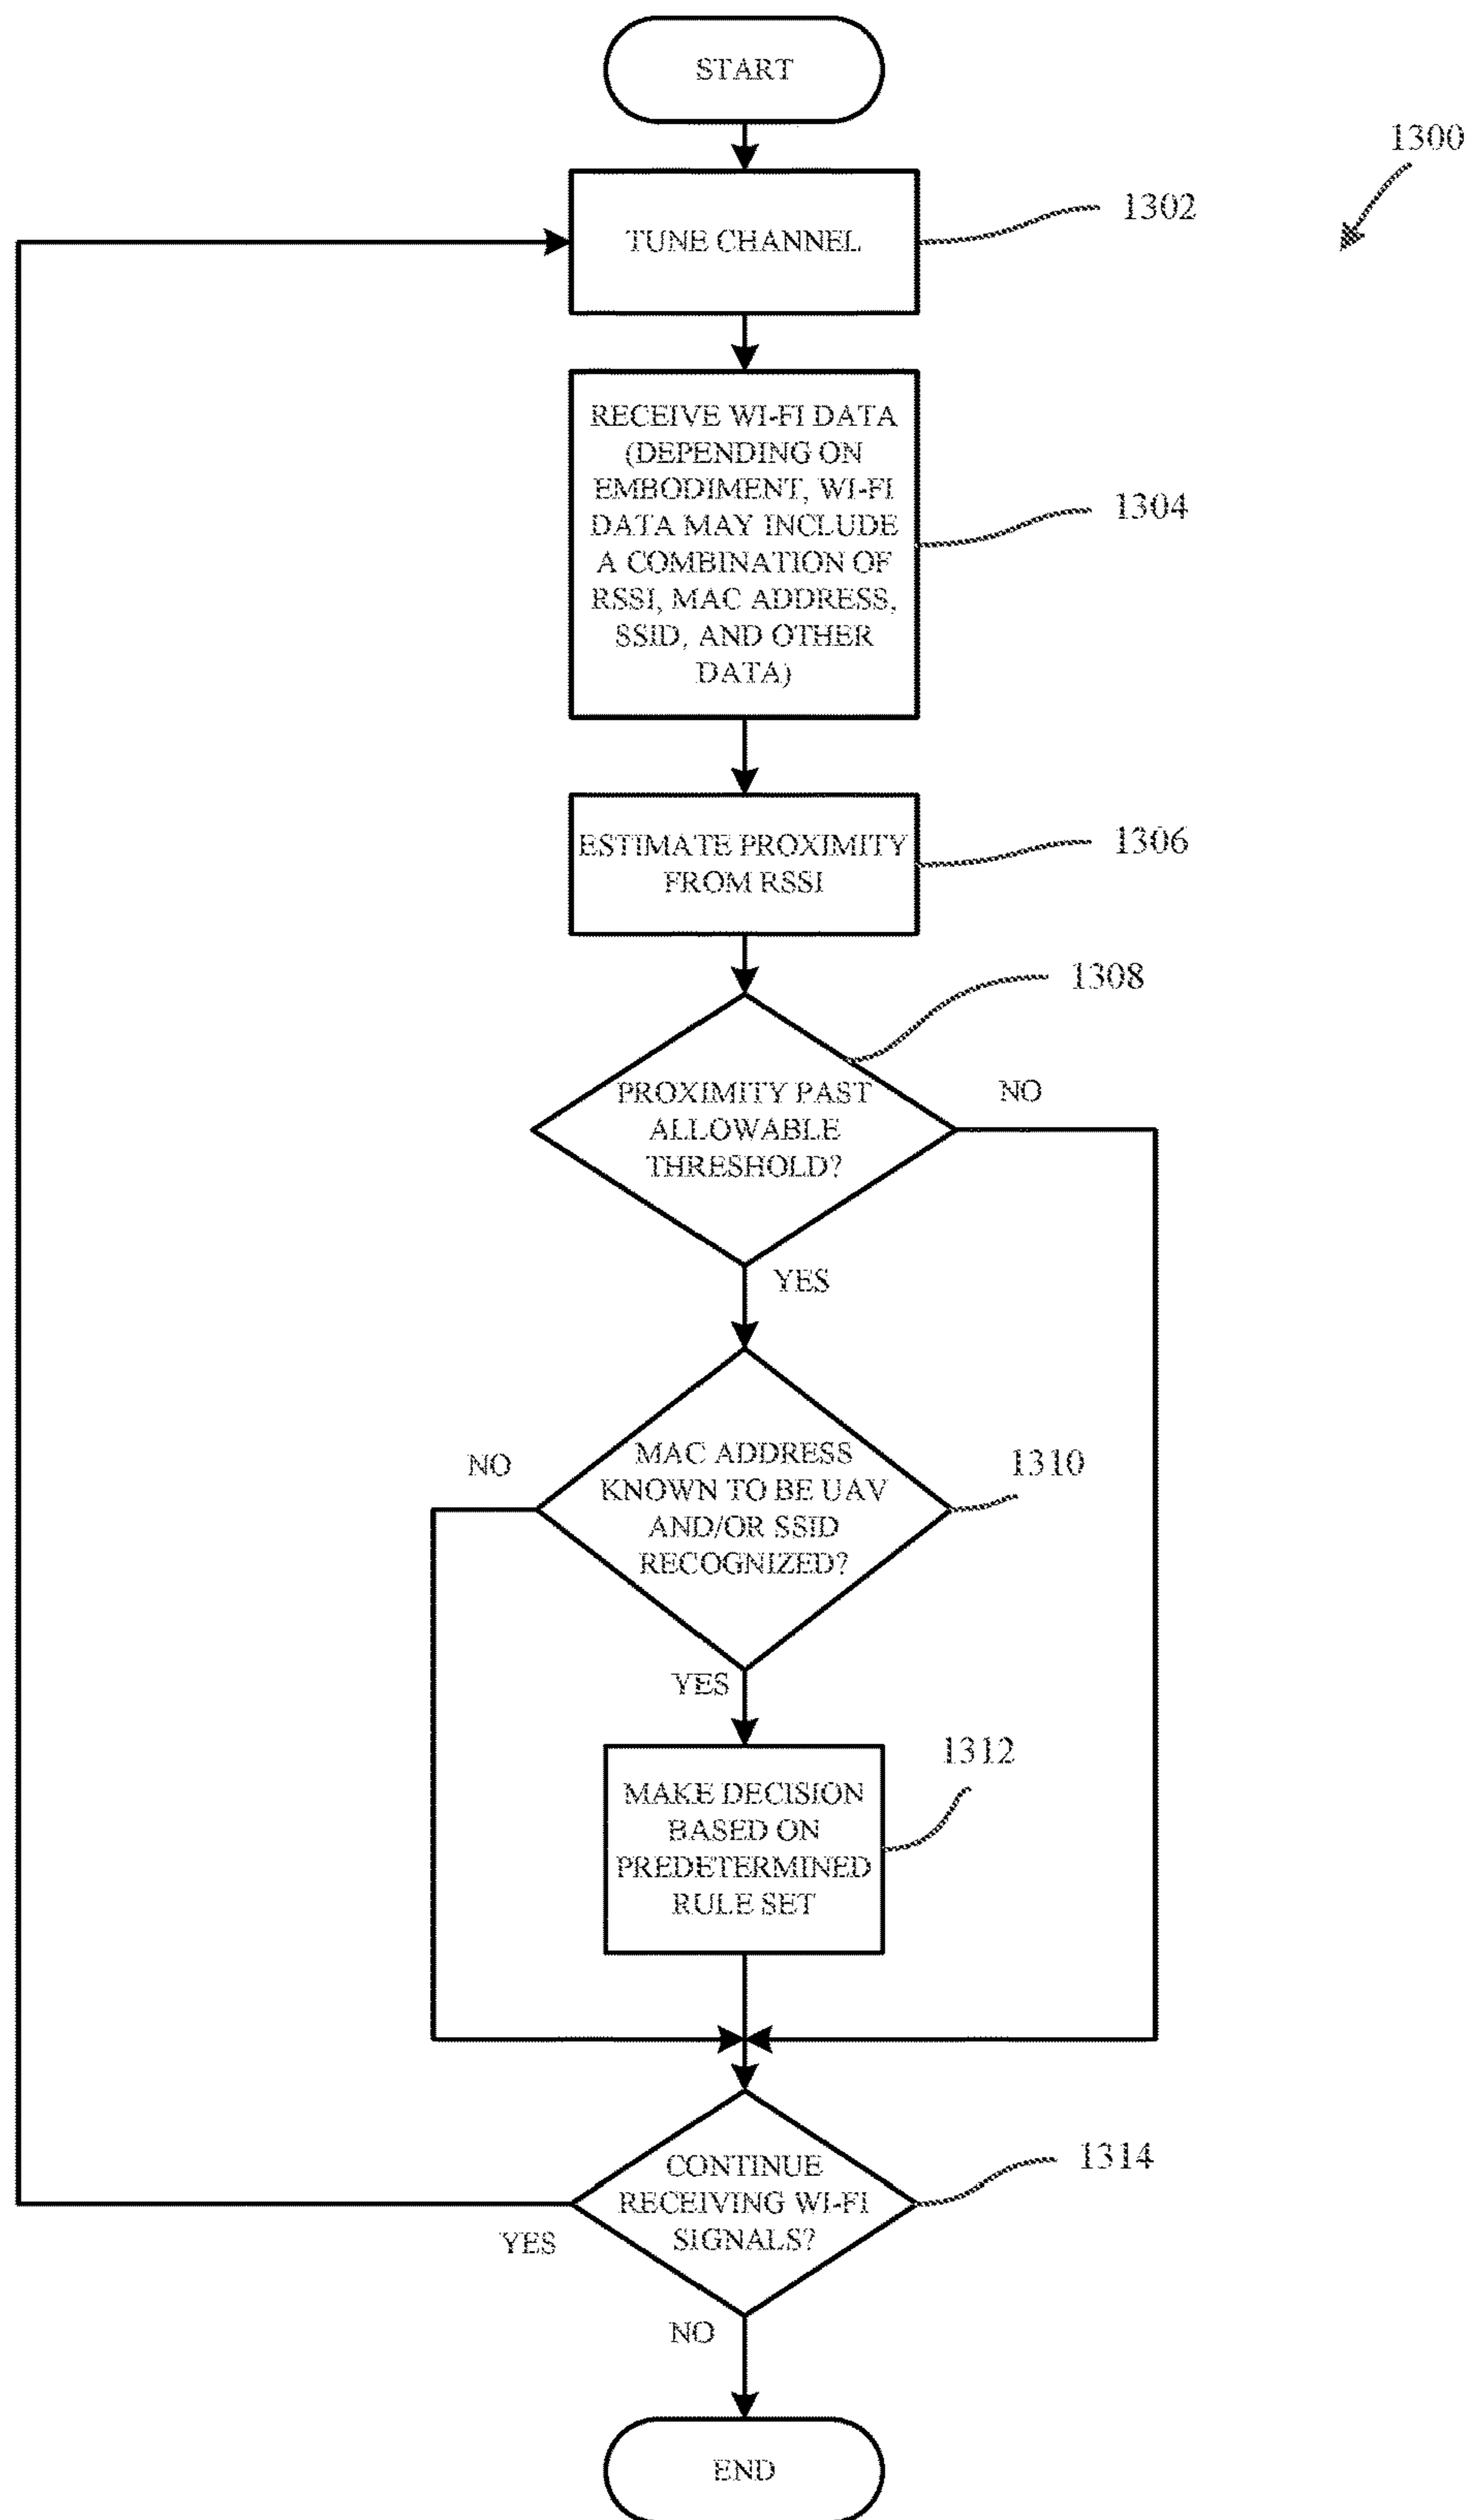 START
1300
1302
TUNE CHANNEL
RECEIVE WI-FI DATA
(DEPENDING ON
EMBODIMENT, WI-FI
DATA MAY INCLUDE
A COMBINATION OF
RSSI, MAC ADDRESS,
SSID, AND OTHER
DATA)
1304
ESTIMATE PROXIMITY
FROM RSSI
1306
1308
PROXIMITY PAST
ALLOWABLE
THRESHOLD?
NO
YES
MAC ADDRESS
KNOWN TO BE UAV
AND/OR SSID
RECOGNIZED?
NO
1310
YES
1312
MAKE DECISION
BASED ON
PREDETERMINED
RULE SET
CONTINUE
RECEIVING WI-FI
SIGNALS?
1314
YES
NO
END